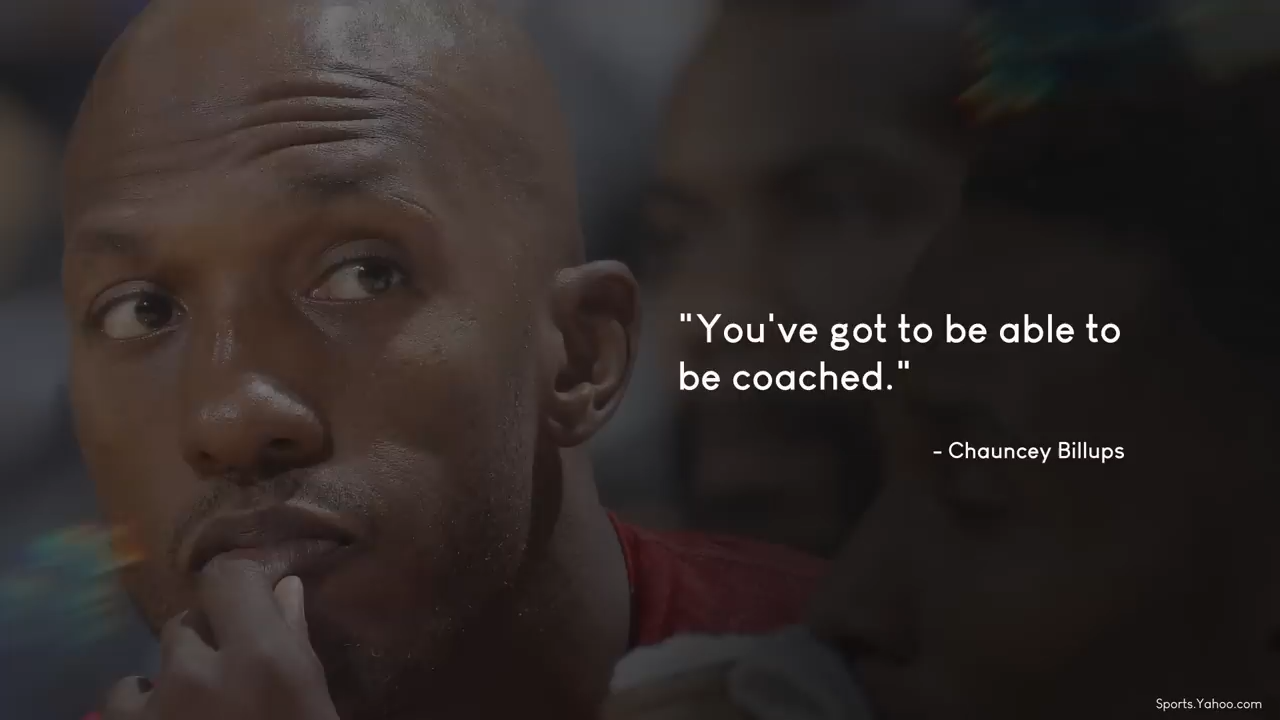 "You've got to be able to
be coached."
- Chauncey Billups
Sports.Yahoo.com